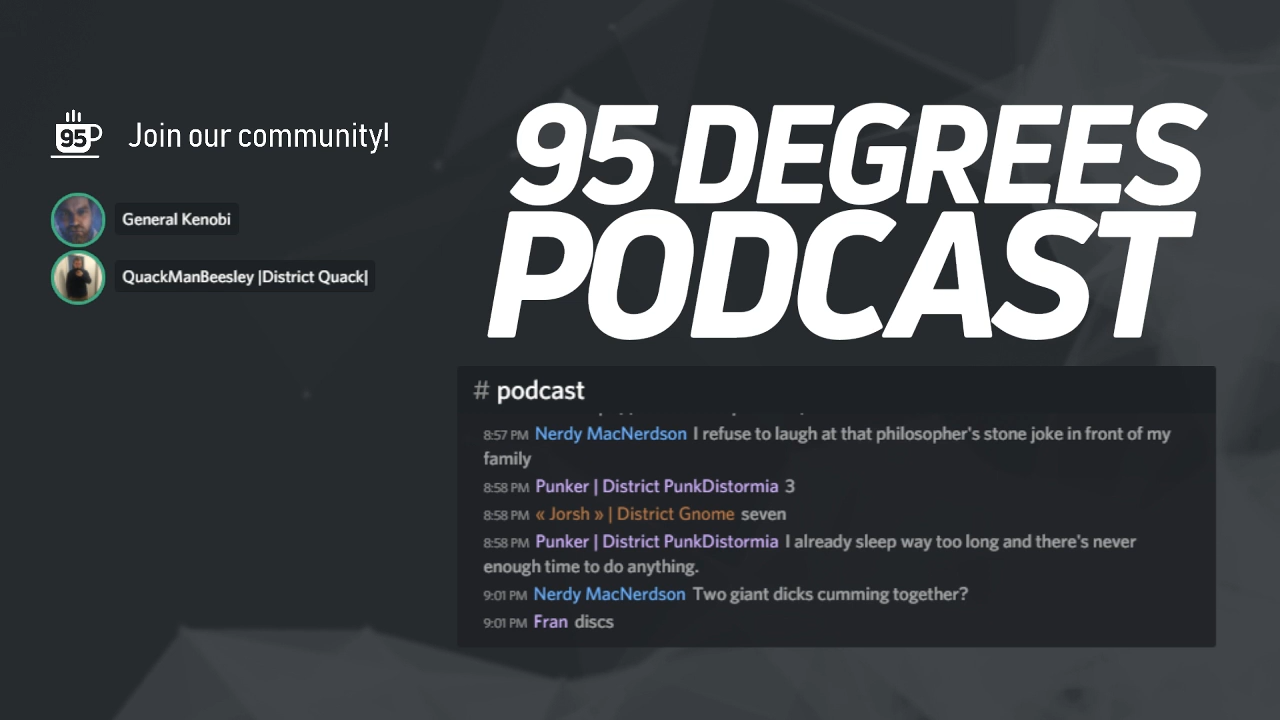 95
Join our community!
General Kenobi
QuackManBeesley |District Quack|
95 DEGREES
PODCAST
# podcast
8:57 PM Nerdy MacNerdson I refuse to laugh at that philosopher's stone joke in front of my
family
8:58 PM Punker | District PunkDistormia 3
8:58 PM « Jorsh » | District Gnome seven
8:58 PM Punker | District PunkDistormia I already sleep way too long and there's never
enough time to do anything.
9:01 PM Nerdy MacNerdson Two giant dicks cumming together?
9:01 PM Fran discs